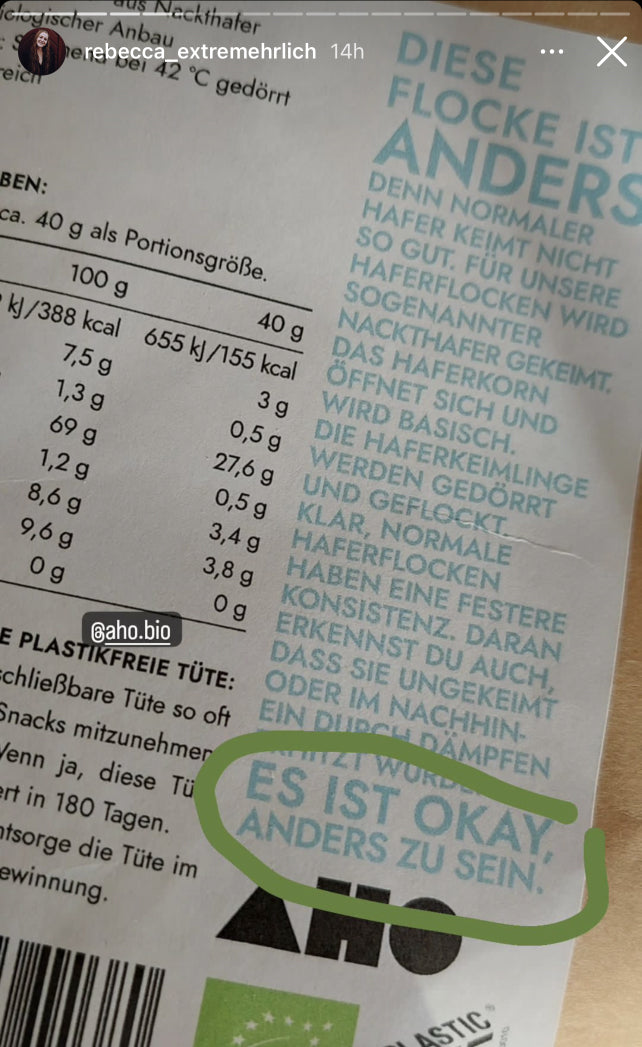 aus Nackthafer
ologischer Anbau
rebecca_extremehrlich 14h
bei 42 °C gedörrt
reich
BEN:
ca. 40 g als Portionsgröße.
100 g 40 g
kJ/388 kcal 655 kJ/155 kcal
7,5 g 3 g
1,3 g 0,5 g
69 g 27,6 g
1,2 g 0,5 g
8,6 g 3,4 g
9,6 g 3,8 g
0 g 0 g
@aho.bio
E PLASTIKFREIE TÜTE:
schließbare Tüte so oft
Snacks mitzunehmen
Wenn ja, diese Tü
ert in 180 Tagen.
ntsorge die Tüte im
ewinnung.
DIESE
FLOCKE IST
ANDERS
DENN NORMALER
HAFER KEIMT NICHT
SO GUT. FÜR UNSERE
HAFERFLOCKEN WIRD
SOGENANNTER
NACKTHAFER GEKEIMT.
DAS HAFERKORN
ÖFFNET SICH UND
WIRD BASISCH.
DIE HAFERKEIMLINGE
WERDEN GEDÖRRT
UND GEFLOCKT.
KLAR, NORMALE
HAFERFLOCKEN
HABEN EINE FESTERE
KONSISTENZ. DARAN
ERKENNST DU AUCH,
DASS SIE UNGEKEIMT
ODER IM NACHHIN-
EIN DURCH DÄMPFEN
ERHITZT WURDEN.
ES IST OKAY,
ANDERS ZU SEIN.
AHO
PLASTIC